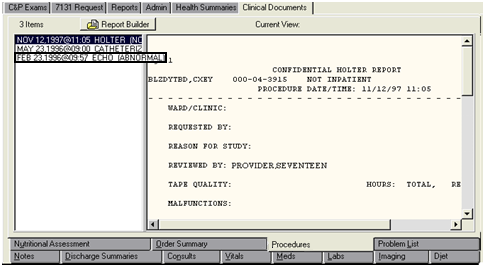 C&P Exams 7131 Request Reports Admin Health Summaries Clinical Documents
3 Items Report Builder Current View:
NOV 12,1997@11:05 HOLTER (NO
MAY 23,1996@09:00 CATHETERIZ
FEB 23,1996@09:57 ECHO (ABNORMAL)
1
CONFIDENTIAL HOLTER REPORT
BLZDYTBD,CXEY 000-04-3915 NOT INPATIENT
PROCEDURE DATE/TIME: 11/12/97 11:05
WARD/CLINIC:
REQUESTED BY:
REASON FOR STUDY:
REVIEWED BY: PROVIDER,SEVENTEEN
TAPE QUALITY: HOURS: TOTAL, RE
MALFUNCTIONS:
Nutritional Assessment Order Summary Procedures Problem List
Notes Discharge Summaries Consults Vitals Meds Labs Imaging Diet